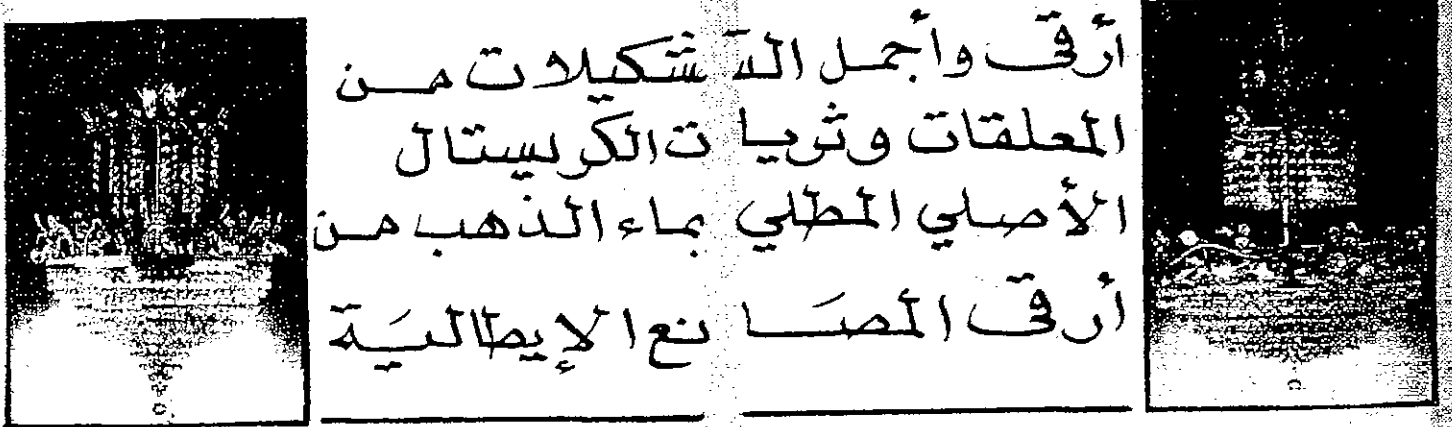 أرقى وأجمل التشكيلات من
المعلقات وثريات الكريستال
الأصلي المطلي بماء الذهب من
أرقى المصانع الإيطالية